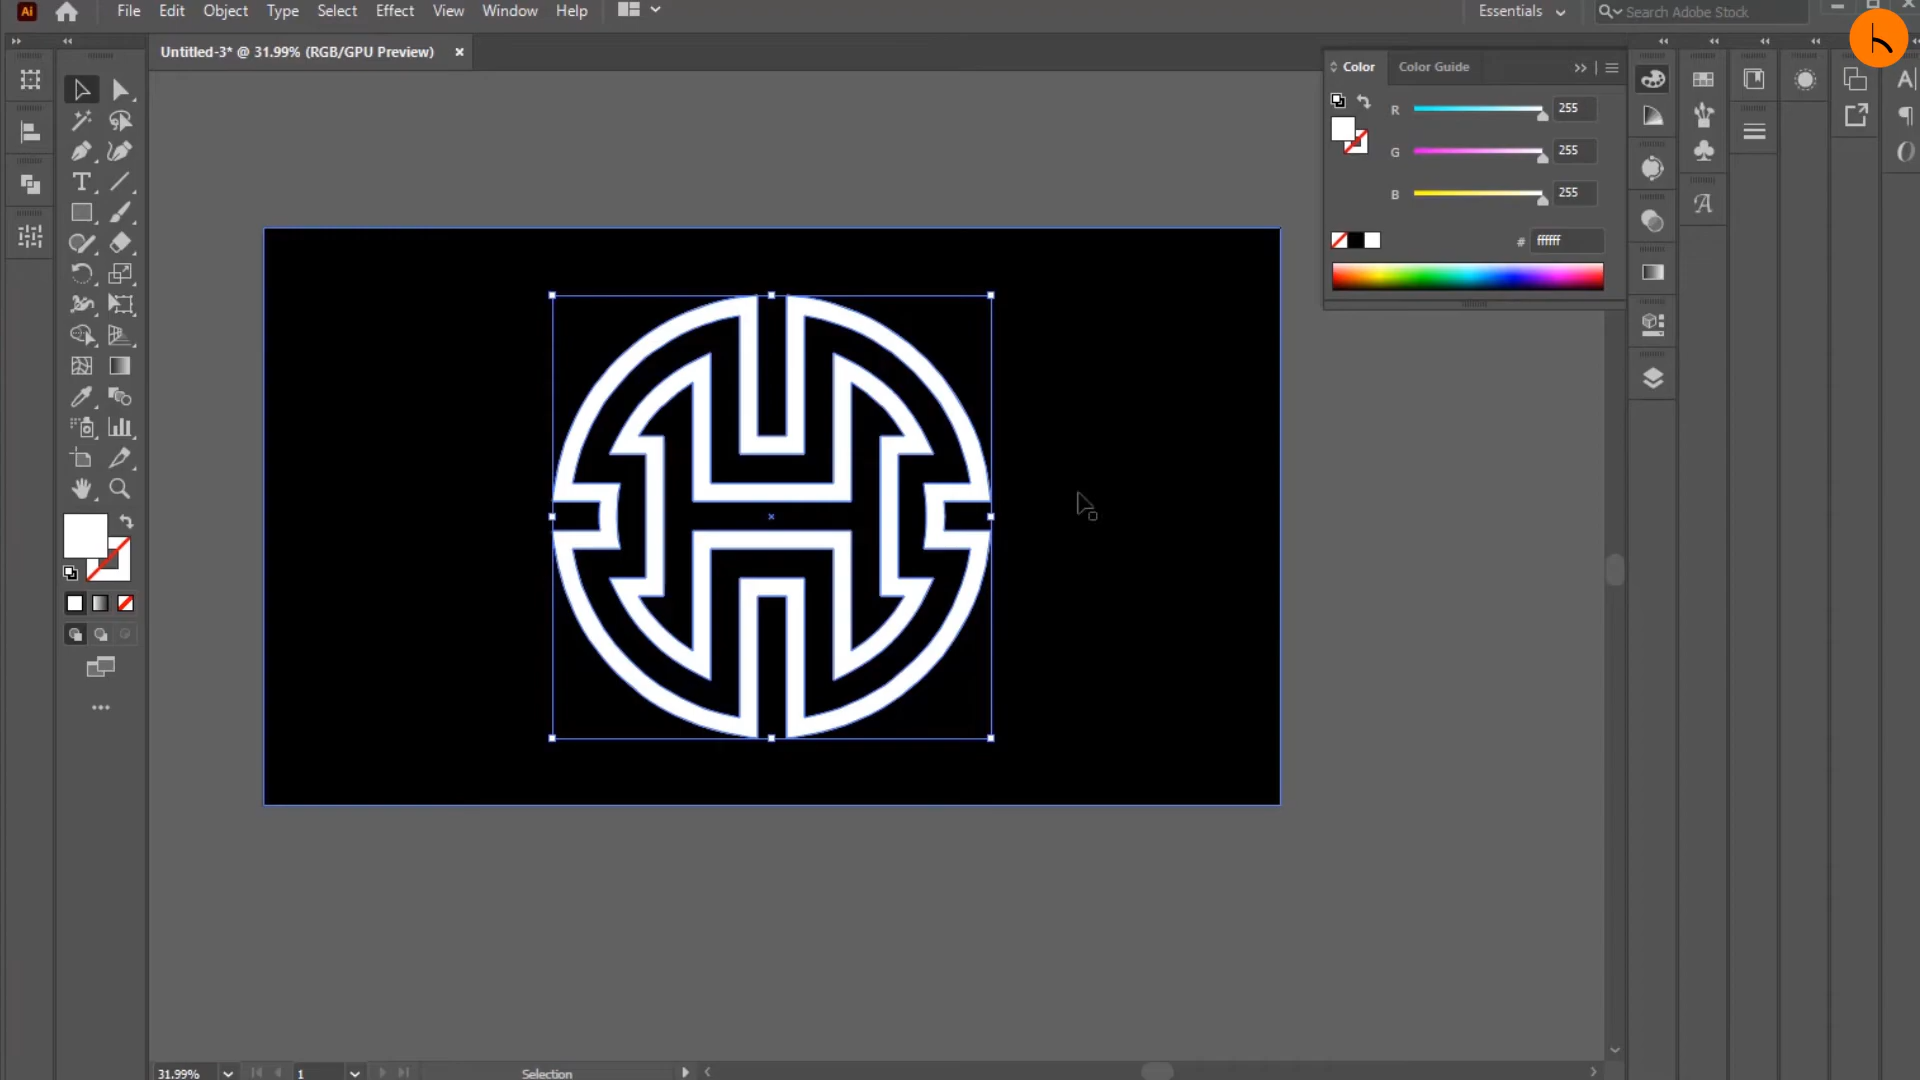 Ai File Edit Object Type Select Effect View Window Help Essentials Search Adobe Stock
Untitled-3* @ 31.99% (RGB/GPU Preview) ×
Color Color Guide
R 255
G 255
B 255
# ffffff
31.99% 1 Selection